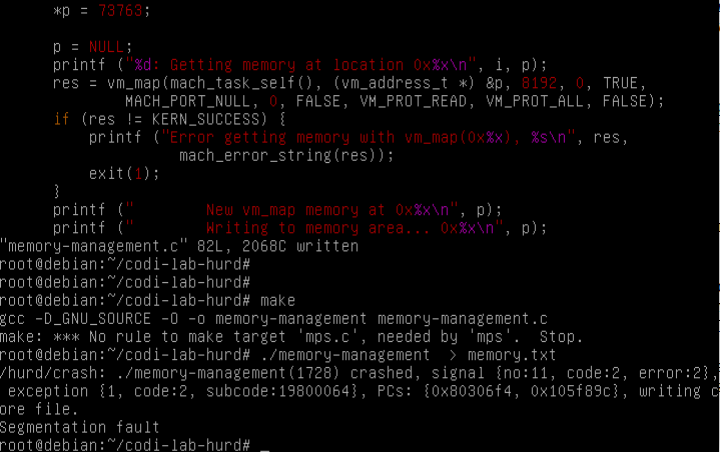 *p = 73763;
p = NULL;
printf ("%d: Getting memory at location 0x%x\n", i, p);
res = vm_map(mach_task_self(), (vm_address_t *) &p, 8192, 0, TRUE,
MACH_PORT_NULL, 0, FALSE, VM_PROT_READ, VM_PROT_ALL, FALSE);
if (res != KERN_SUCCESS) {
printf ("Error getting memory with vm_map(0x%x), %s\n", res,
mach_error_string(res));
exit(1);
}
printf ("        New vm_map memory at 0x%x\n", p);
printf ("        Writing to memory area... 0x%x\n", p);
"memory-management.c" 82L, 2068C written
root@debian:~/codi-lab-hurd#
root@debian:~/codi-lab-hurd#
root@debian:~/codi-lab-hurd# make
gcc -D_GNU_SOURCE -O -o memory-management memory-management.c
make: *** No rule to make target 'mps.c', needed by 'mps'.  Stop.
root@debian:~/codi-lab-hurd# ./memory-management  > memory.txt
/hurd/crash: ./memory-management(1728) crashed, signal {no:11, code:2, error:2},
exception {1, code:2, subcode:19800064}, PCs: {0x80306f4, 0x105f89c}, writing c
ore file.
Segmentation fault
root@debian:~/codi-lab-hurd# _